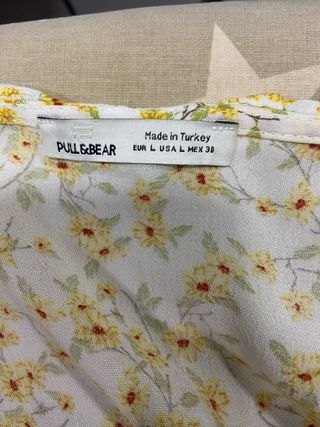 PULL&BEAR
Made in Turkey
EUR L USA L MEX 30